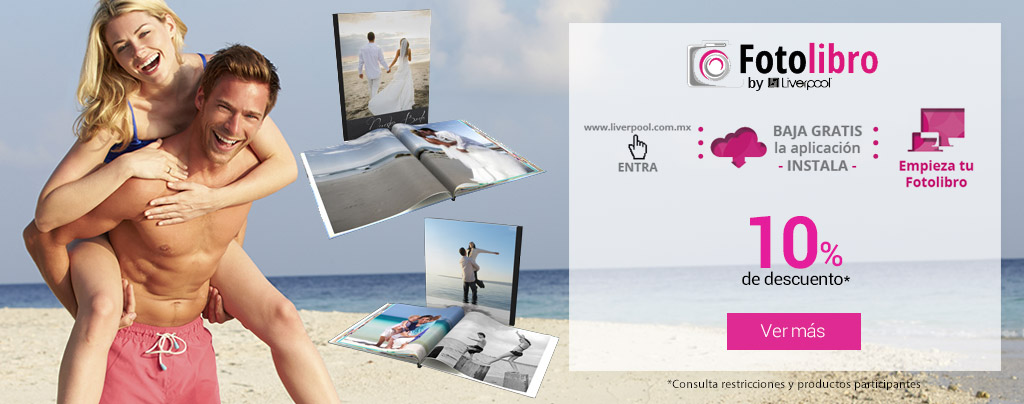 Fotolibro
by Liverpool
www.liverpool.com.mx
ENTRA
BAJA GRATIS
la aplicación
- INSTALA -
Empieza tu
Fotolibro
10%
de descuento*
Ver más
*Consulta restricciones y productos participantes